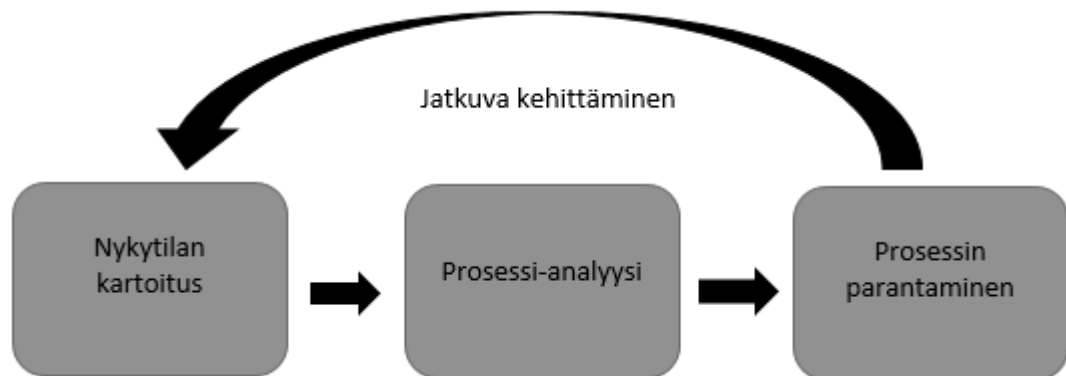 Jatkuva kehittäminen
Nykytilan
kartoitus
Prosessi-analyysi
Prosessin
parantaminen